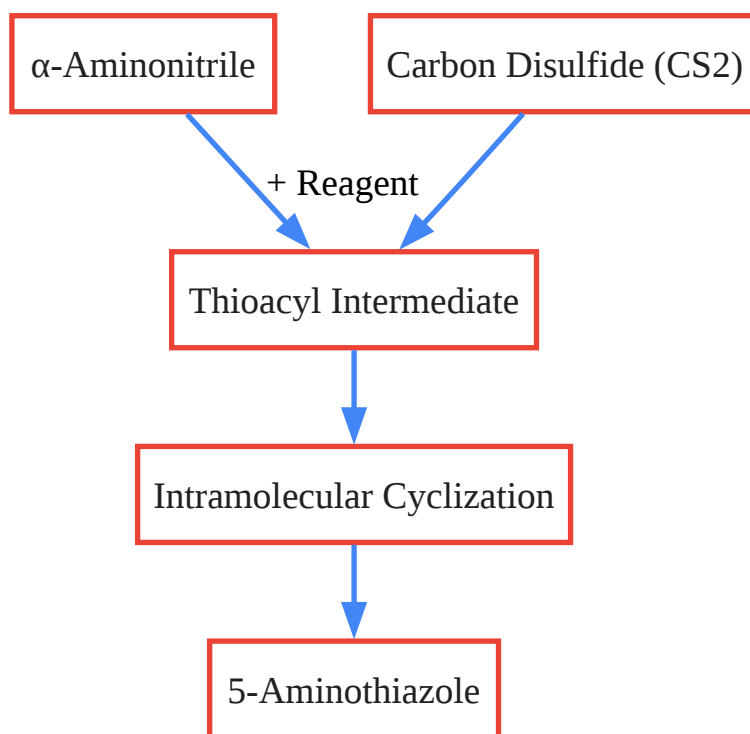 α-Aminonitrile
Carbon Disulfide (CS2)
+ Reagent
Thioacyl Intermediate
Intramolecular Cyclization
5-Aminothiazole